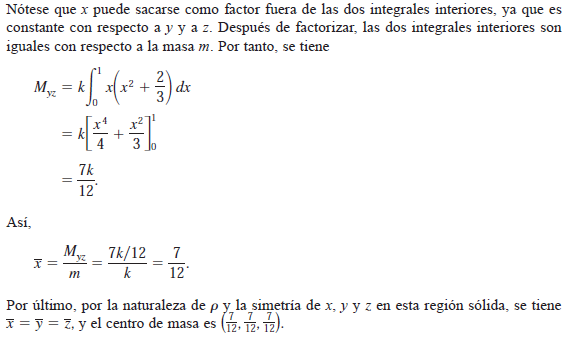 Nótese que x puede sacarse como factor fuera de las dos integrales interiores, ya que es
constante con respecto a y y a z. Después de factorizar, las dos integrales interiores son
iguales con respecto a la masa m. Por tanto, se tiene
M_yz = k∫₀¹ x(x² + 2/3) dx
= k[x⁴/4 + x²/3]₀¹
= 7k/12.
Así,
x̄ = M_yz/m = (7k/12)/k = 7/12.
Por último, por la naturaleza de ρ y la simetría de x, y y z en esta región sólida, se tiene
x̄ = ȳ = z̄, y el centro de masa es (7/12, 7/12, 7/12).